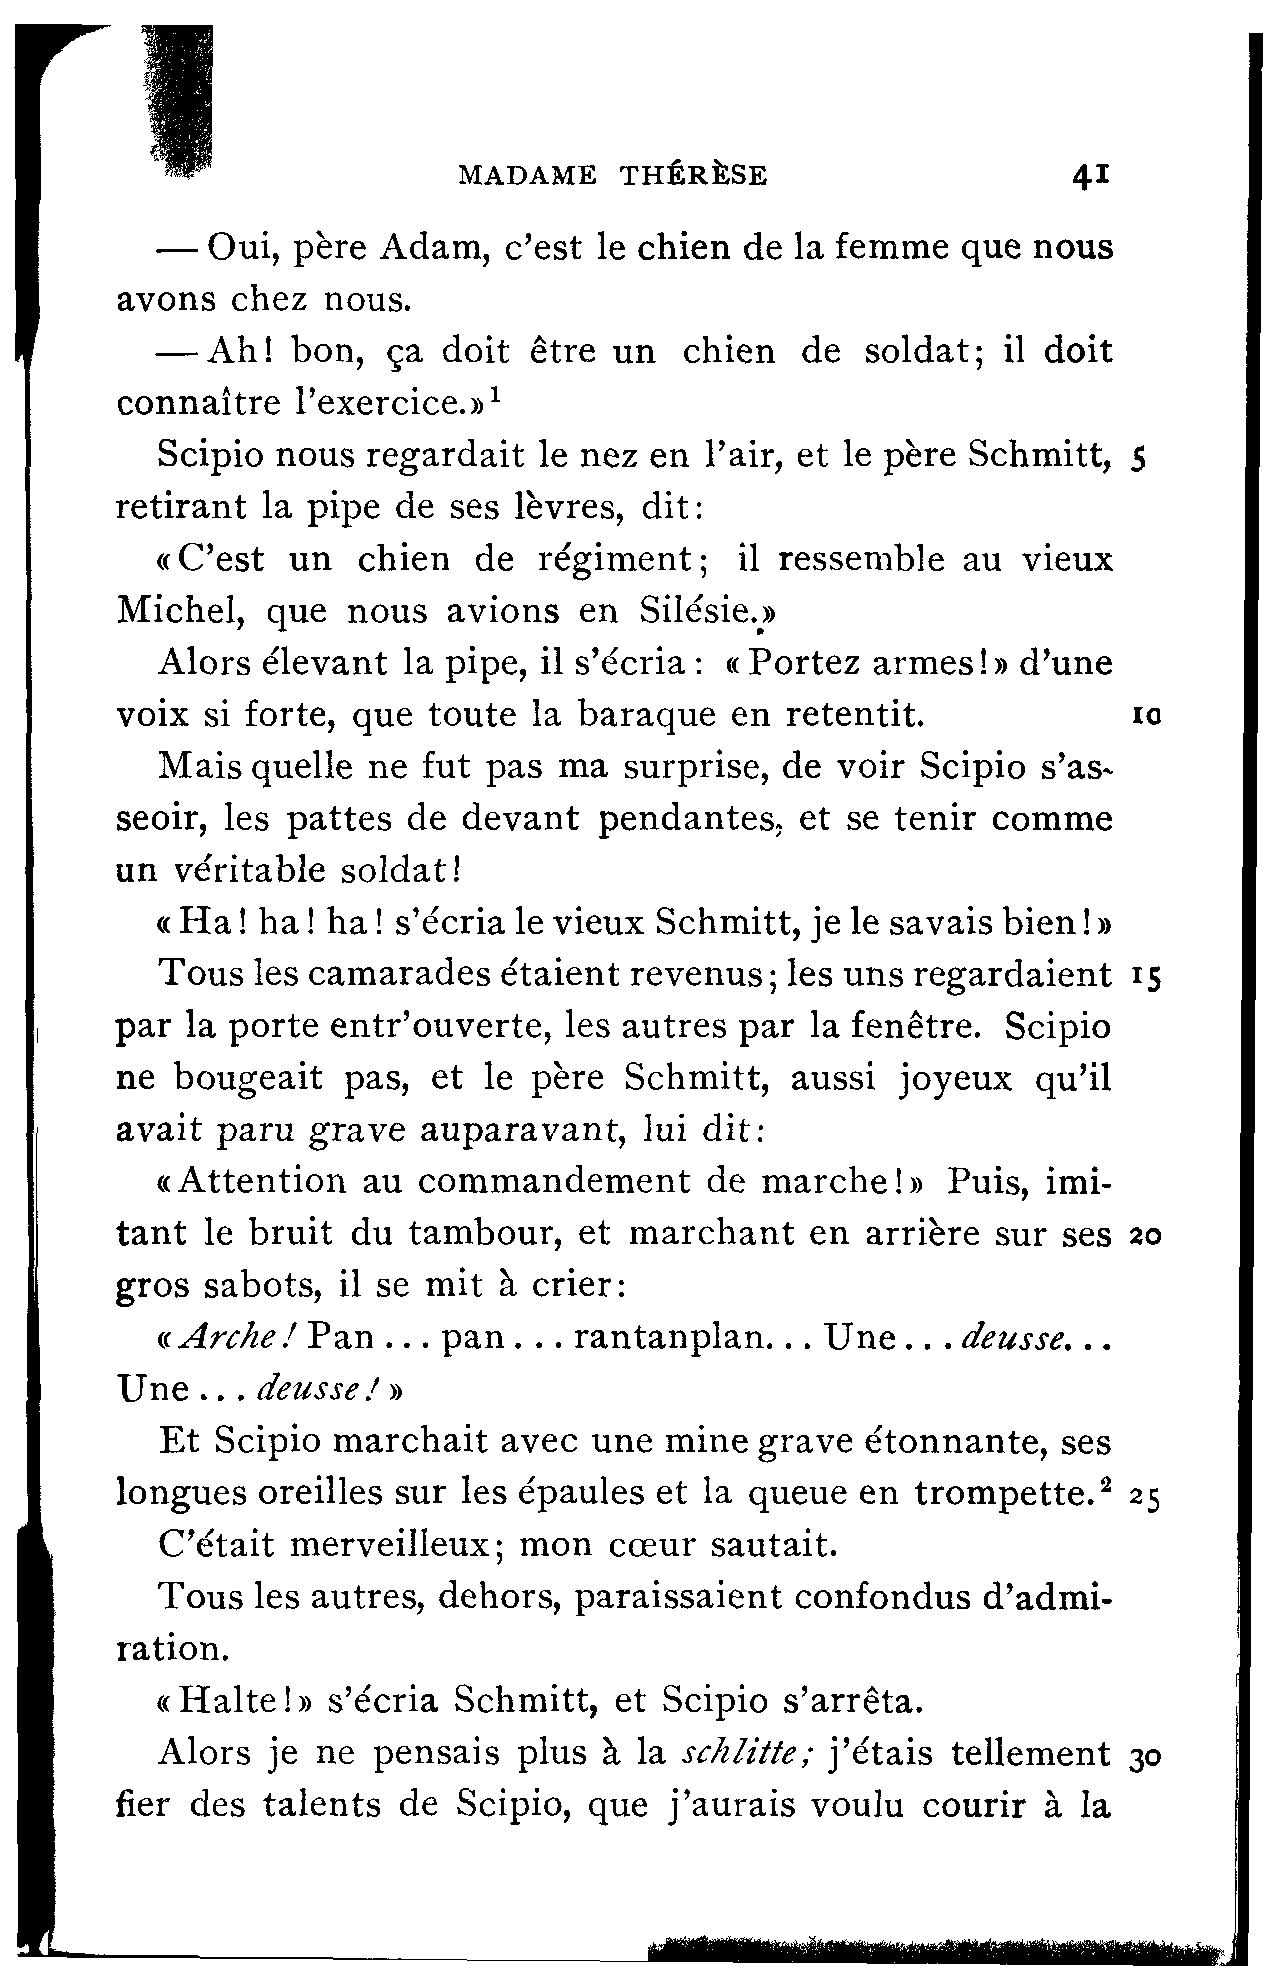 MADAME THÉRÈSE 41
— Oui, père Adam, c'est le chien de la femme que nous
avons chez nous.
— Ah! bon, ça doit être un chien de soldat; il doit
connaître l'exercice.»¹
Scipio nous regardait le nez en l'air, et le père Schmitt, 5
retirant la pipe de ses lèvres, dit:
«C'est un chien de régiment; il ressemble au vieux
Michel, que nous avions en Silésie.»
Alors élevant la pipe, il s'écria: «Portez armes!» d'une
voix si forte, que toute la baraque en retentit. 10
Mais quelle ne fut pas ma surprise, de voir Scipio s'as-
seoir, les pattes de devant pendantes, et se tenir comme
un véritable soldat!
«Ha! ha! ha! s'écria le vieux Schmitt, je le savais bien!»
Tous les camarades étaient revenus; les uns regardaient 15
par la porte entr'ouverte, les autres par la fenêtre. Scipio
ne bougeait pas, et le père Schmitt, aussi joyeux qu'il
avait paru grave auparavant, lui dit:
«Attention au commandement de marche!» Puis, imi-
tant le bruit du tambour, et marchant en arrière sur ses 20
gros sabots, il se mit à crier:
«Arche! Pan ... pan ... rantanplan... Une... deusse...
Une ... deusse!»
Et Scipio marchait avec une mine grave étonnante, ses
longues oreilles sur les épaules et la queue en trompette.² 25
C'était merveilleux; mon cœur sautait.
Tous les autres, dehors, paraissaient confondus d'admi-
ration.
«Halte!» s'écria Schmitt, et Scipio s'arrêta.
Alors je ne pensais plus à la schlitte; j'étais tellement 30
fier des talents de Scipio, que j'aurais voulu courir à la